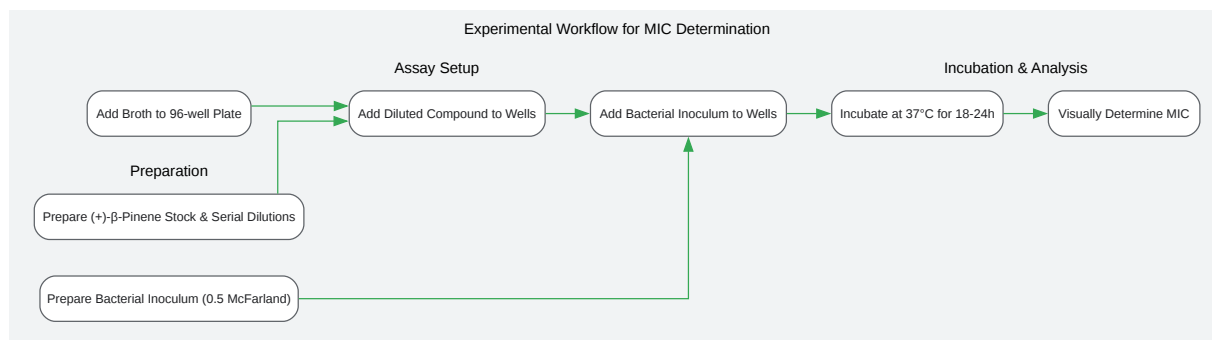 Experimental Workflow for MIC Determination
Assay Setup
Incubation & Analysis
Add Broth to 96-well Plate
Add Diluted Compound to Wells
Add Bacterial Inoculum to Wells
Incubate at 37°C for 18-24h
Visually Determine MIC
Preparation
Prepare (+)-β-Pinene Stock & Serial Dilutions
Prepare Bacterial Inoculum (0.5 McFarland)